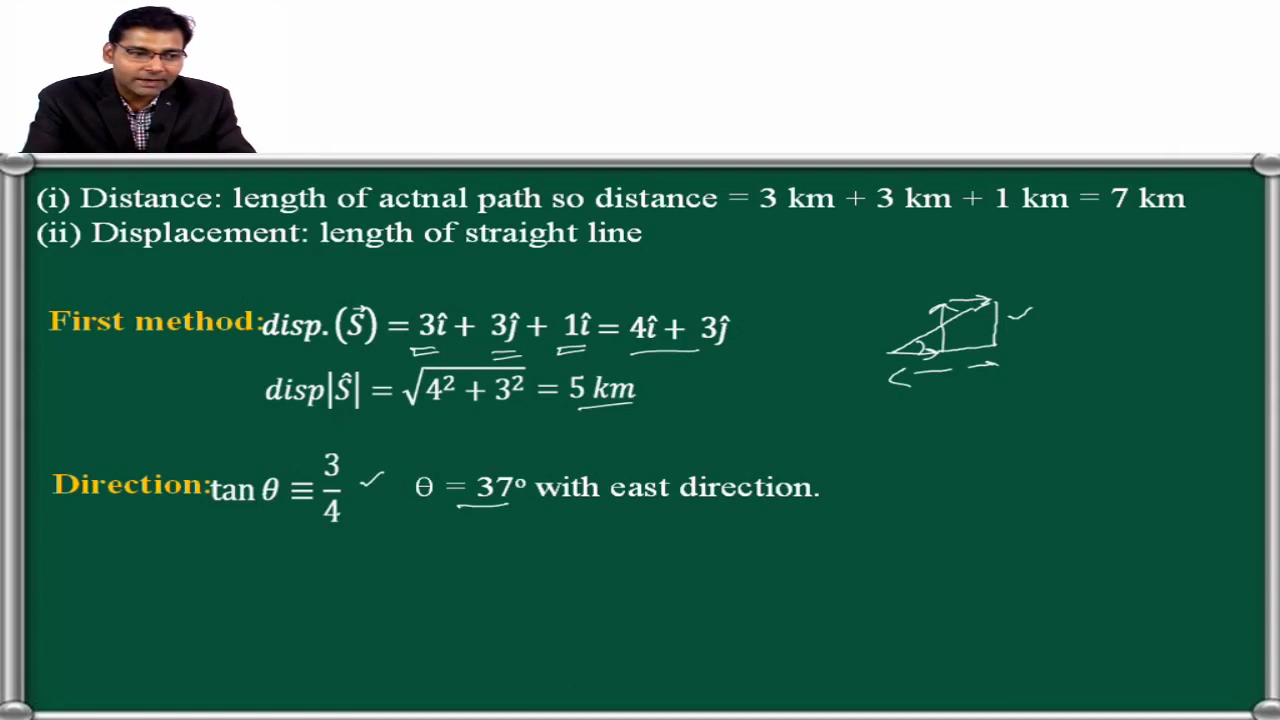 (i) Distance: length of actnal path so distance = 3 km + 3 km + 1 km = 7 km
(ii) Displacement: length of straight line
First method: disp. (S⃗) = 3î + 3ĵ + 1î = 4î + 3ĵ
disp|Ŝ| = √(4² + 3²) = 5 km
Direction: tan θ ≡ 3/4 ✓ θ = 37° with east direction.